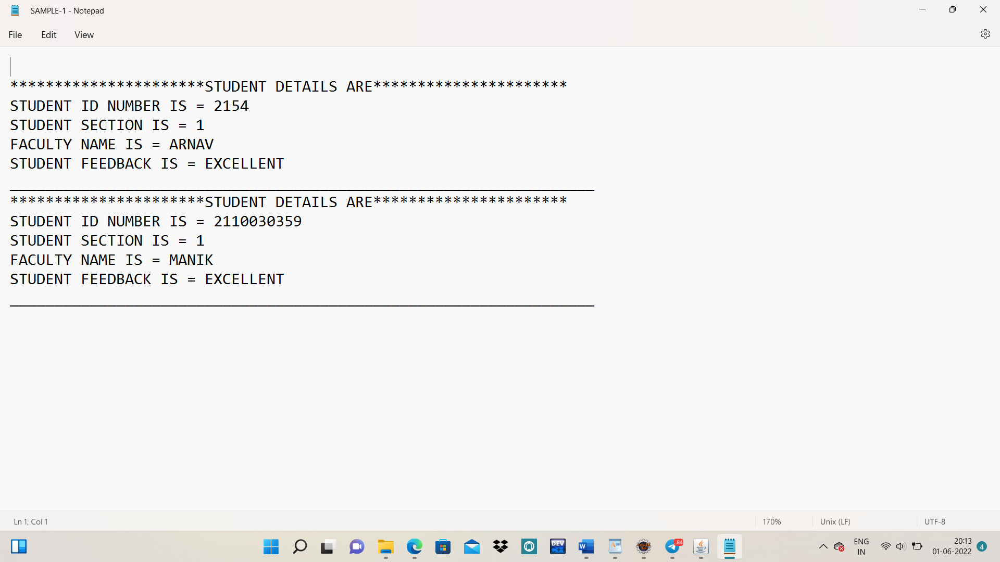 SAMPLE-1 - Notepad
File Edit View
**********************STUDENT DETAILS ARE**********************
STUDENT ID NUMBER IS = 2154
STUDENT SECTION IS = 1
FACULTY NAME IS = ARNAV
STUDENT FEEDBACK IS = EXCELLENT
__________________________________________________________________
**********************STUDENT DETAILS ARE**********************
STUDENT ID NUMBER IS = 2110030359
STUDENT SECTION IS = 1
FACULTY NAME IS = MANIK
STUDENT FEEDBACK IS = EXCELLENT
__________________________________________________________________
Ln 1, Col 1 170% Unix (LF) UTF-8
DEV
C++
W
A
IDE
.84
ENG
IN
20:13
01-06-2022
4